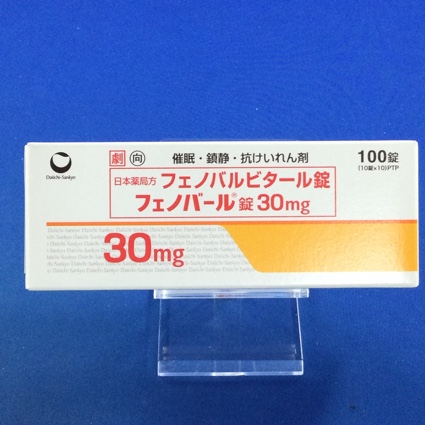 劇 向 催眠・鎮静・抗けいれん剤 100錠
(10錠×10)PTP
Daiichi-Sankyo
日本薬局方 フェノバルビタール錠
フェノバール®錠30mg
30mg